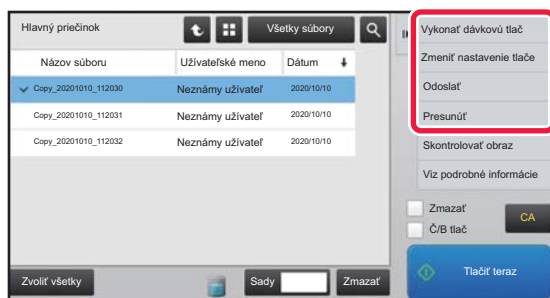 Hlavný priečinok
Všetky súbory
Názov súboru Užívateľské meno Dátum
Copy_20201010_112030 Neznámy užívateľ 2020/10/10
Copy_20201010_112031 Neznámy užívateľ 2020/10/10
Copy_20201010_112032 Neznámy užívateľ 2020/10/10
Zvoliť všetky
Sady
Zmazať
Vykonať dávkovú tlač
Zmeniť nastavenie tlače
Odoslať
Presunúť
Skontrolovať obraz
Viz podrobné informácie
Zmazať
Č/B tlač
CA
Tlačiť teraz